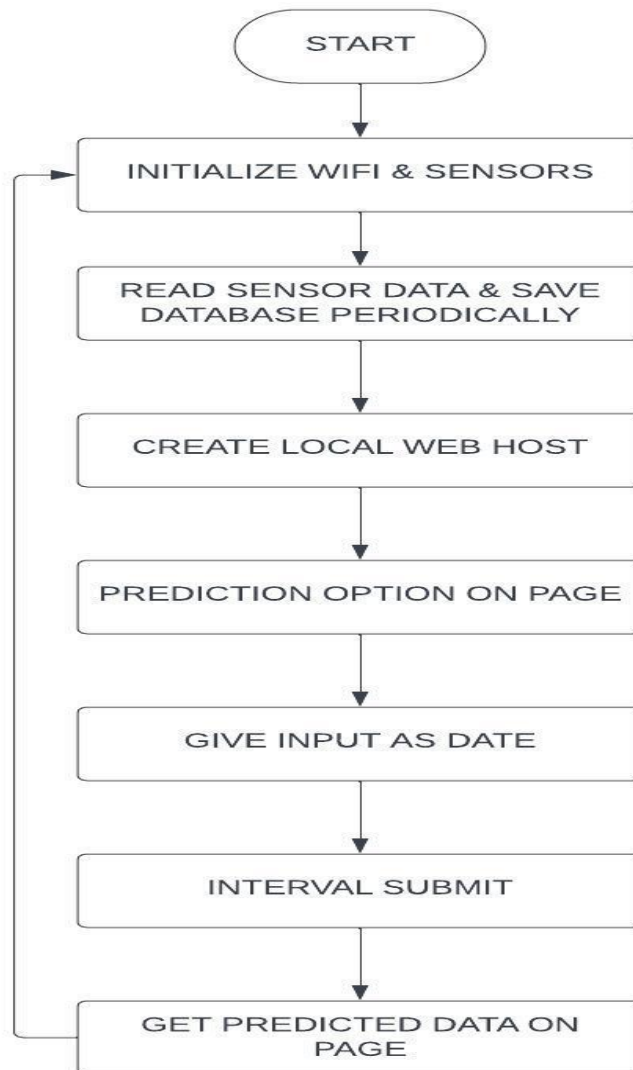 START
INITIALIZE WIFI & SENSORS
READ SENSOR DATA & SAVE
DATABASE PERIODICALLY
CREATE LOCAL WEB HOST
PREDICTION OPTION ON PAGE
GIVE INPUT AS DATE
INTERVAL SUBMIT
GET PREDICTED DATA ON
PAGE